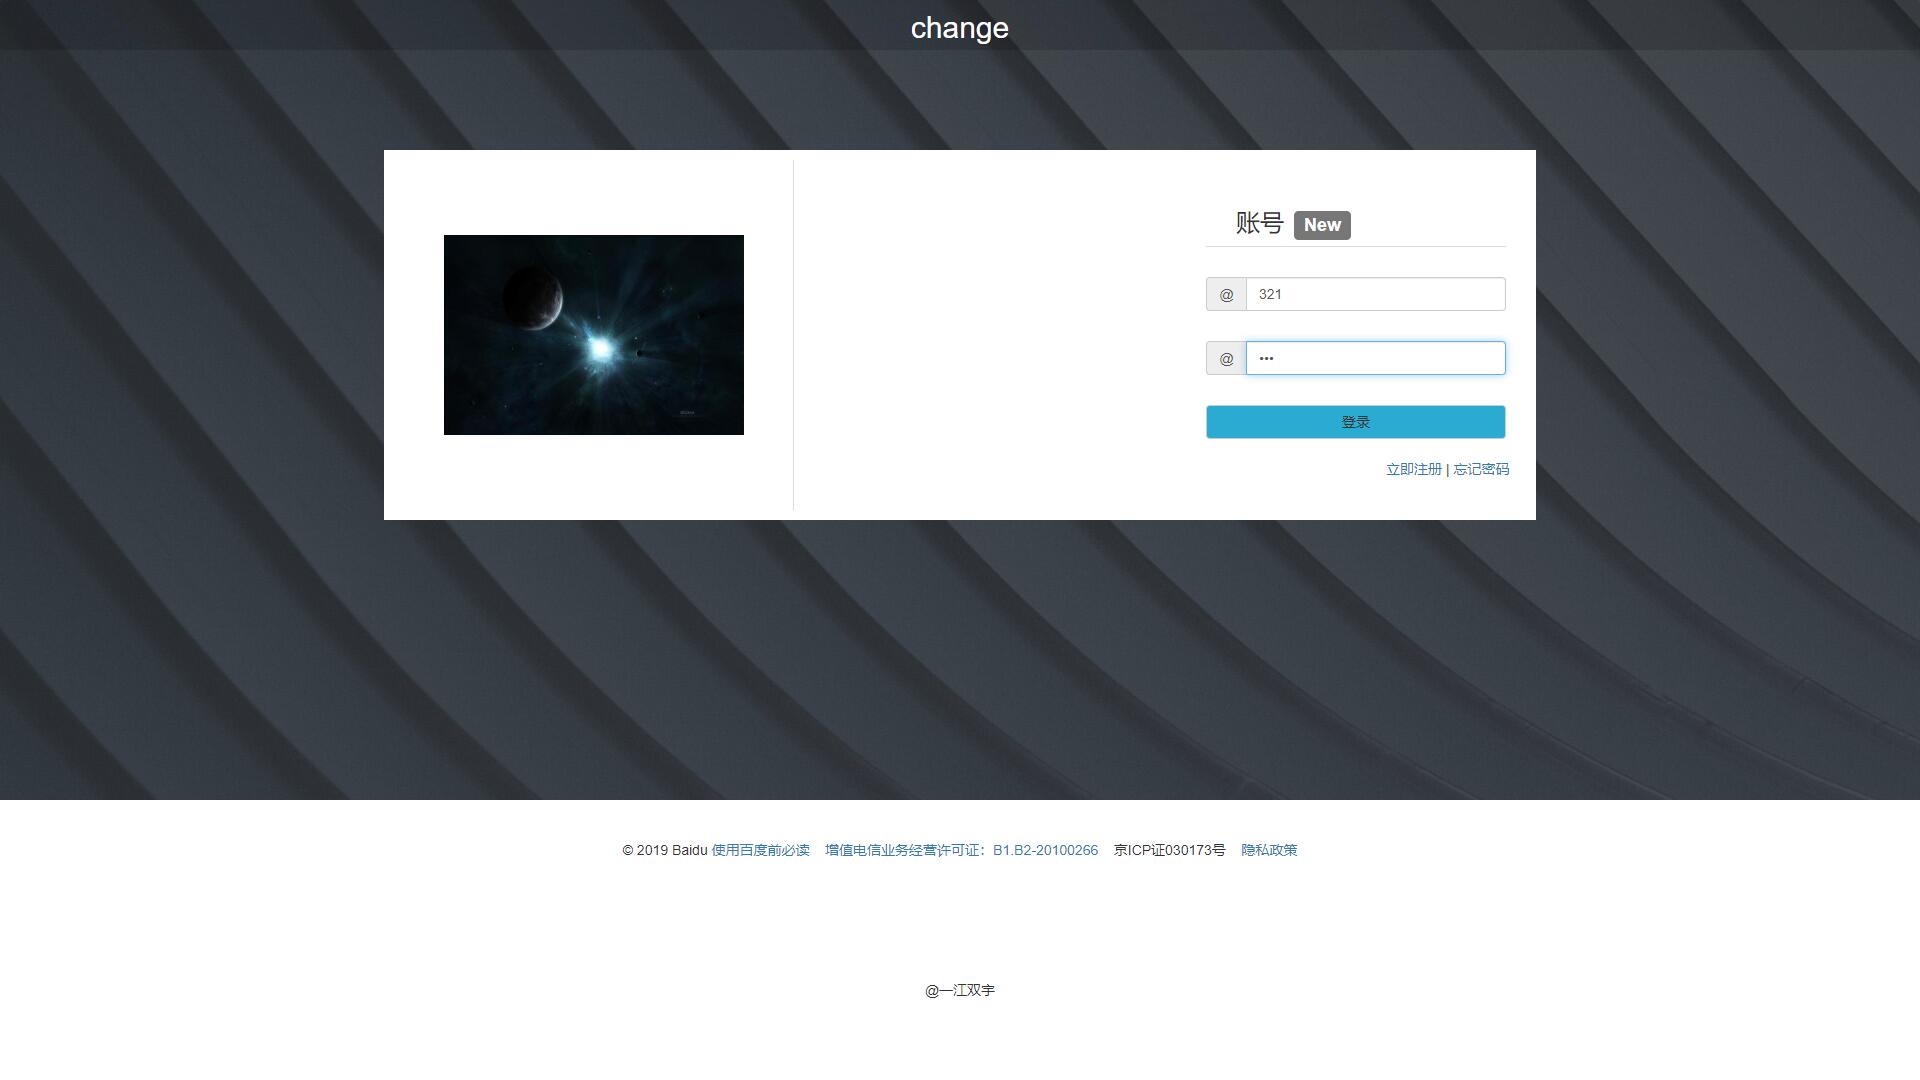 change
账号 New
@ 321
@ •••
登录
立即注册 | 忘记密码
© 2019 Baidu 使用百度前必读 增值电信业务经营许可证：B1.B2-20100266 京ICP证030173号 隐私政策
@一江双宇